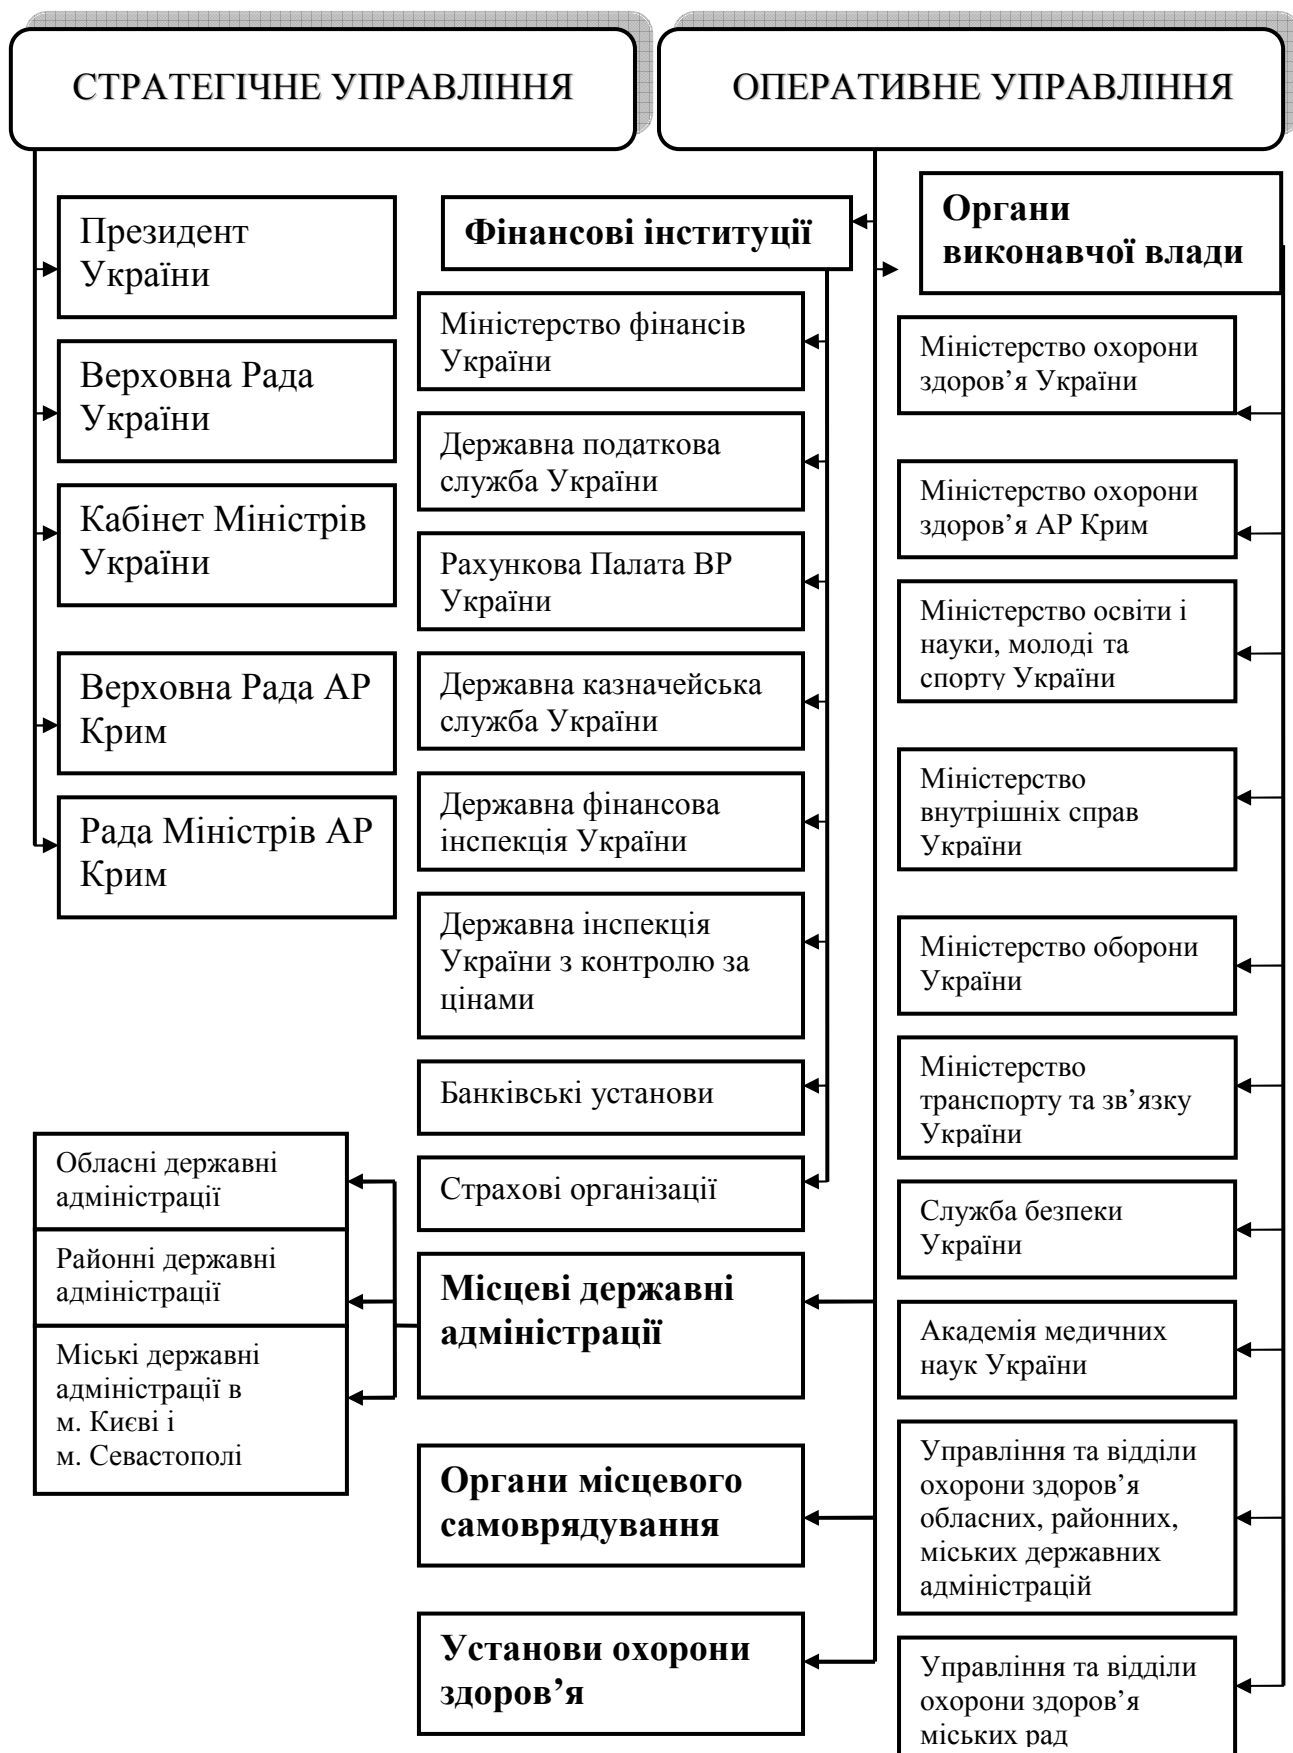 СТРАТЕГІЧНЕ УПРАВЛІННЯ
ОПЕРАТИВНЕ УПРАВЛІННЯ
Президент
України
Верховна Рада
України
Кабінет Міністрів
України
Верховна Рада АР
Крим
Рада Міністрів АР
Крим
Фінансові інституції
Міністерство фінансів
України
Державна податкова
служба України
Рахункова Палата ВР
України
Державна казначейська
служба України
Державна фінансова
інспекція України
Державна інспекція
України з контролю за
цінами
Банківські установи
Страхові організації
Місцеві державні
адміністрації
Обласні державні
адміністрації
Районні державні
адміністрації
Міські державні
адміністрації в
м. Києві і
м. Севастополі
Органи місцевого
самоврядування
Установи охорони
здоров’я
Органи
виконавчої влади
Міністерство охорони
здоров’я України
Міністерство охорони
здоров’я АР Крим
Міністерство освіти і
науки, молоді та
спорту України
Міністерство
внутрішніх справ
України
Міністерство оборони
України
Міністерство
транспорту та зв’язку
України
Служба безпеки
України
Академія медичних
наук України
Управління та відділи
охорони здоров’я
обласних, районних,
міських державних
адміністрацій
Управління та відділи
охорони здоров’я
міських рад